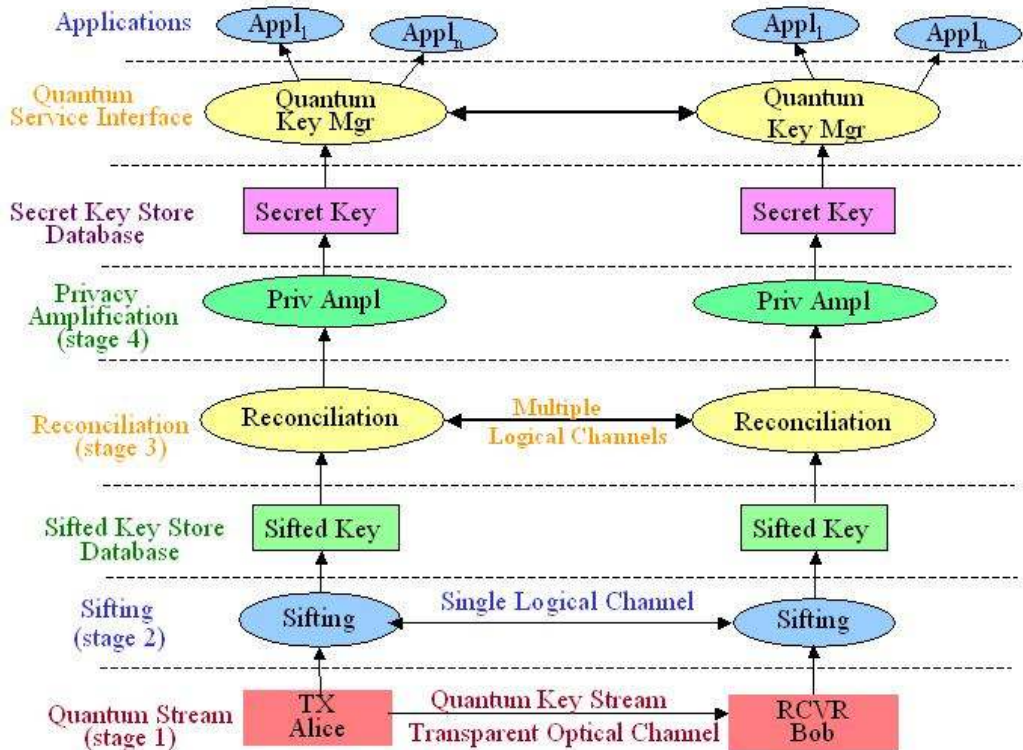 Applications
Appl1
Appln
Appl1
Appln
Quantum
Service Interface
Quantum
Key Mgr
Quantum
Key Mgr
Secret Key Store
Database
Secret Key
Secret Key
Privacy
Amplification
(stage 4)
Priv Ampl
Priv Ampl
Reconciliation
(stage 3)
Reconciliation
Multiple
Logical Channels
Reconciliation
Sifted Key Store
Database
Sifted Key
Sifted Key
Sifting
(stage 2)
Sifting
Single Logical Channel
Sifting
Quantum Stream
(stage 1)
TX
Alice
Quantum Key Stream
Transparent Optical Channel
RCVR
Bob